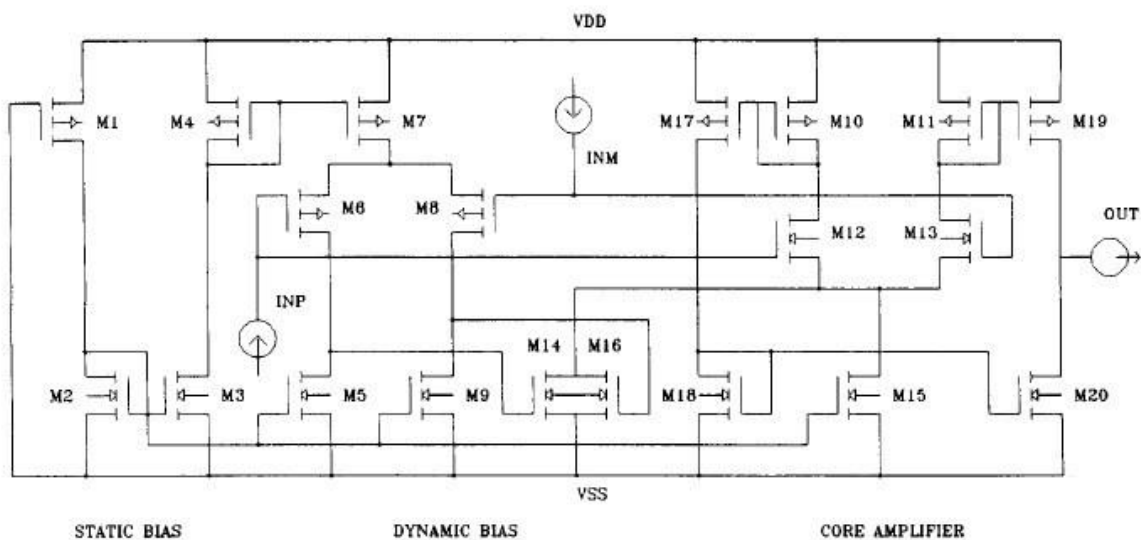 VDD
M1
M4
M7
M17
M10
M11
M19
INM
M6
M8
M12
M13
OUT
INP
M14
M16
M2
M3
M5
M9
M18
M15
M20
VSS
STATIC BIAS
DYNAMIC BIAS
CORE AMPLIFIER